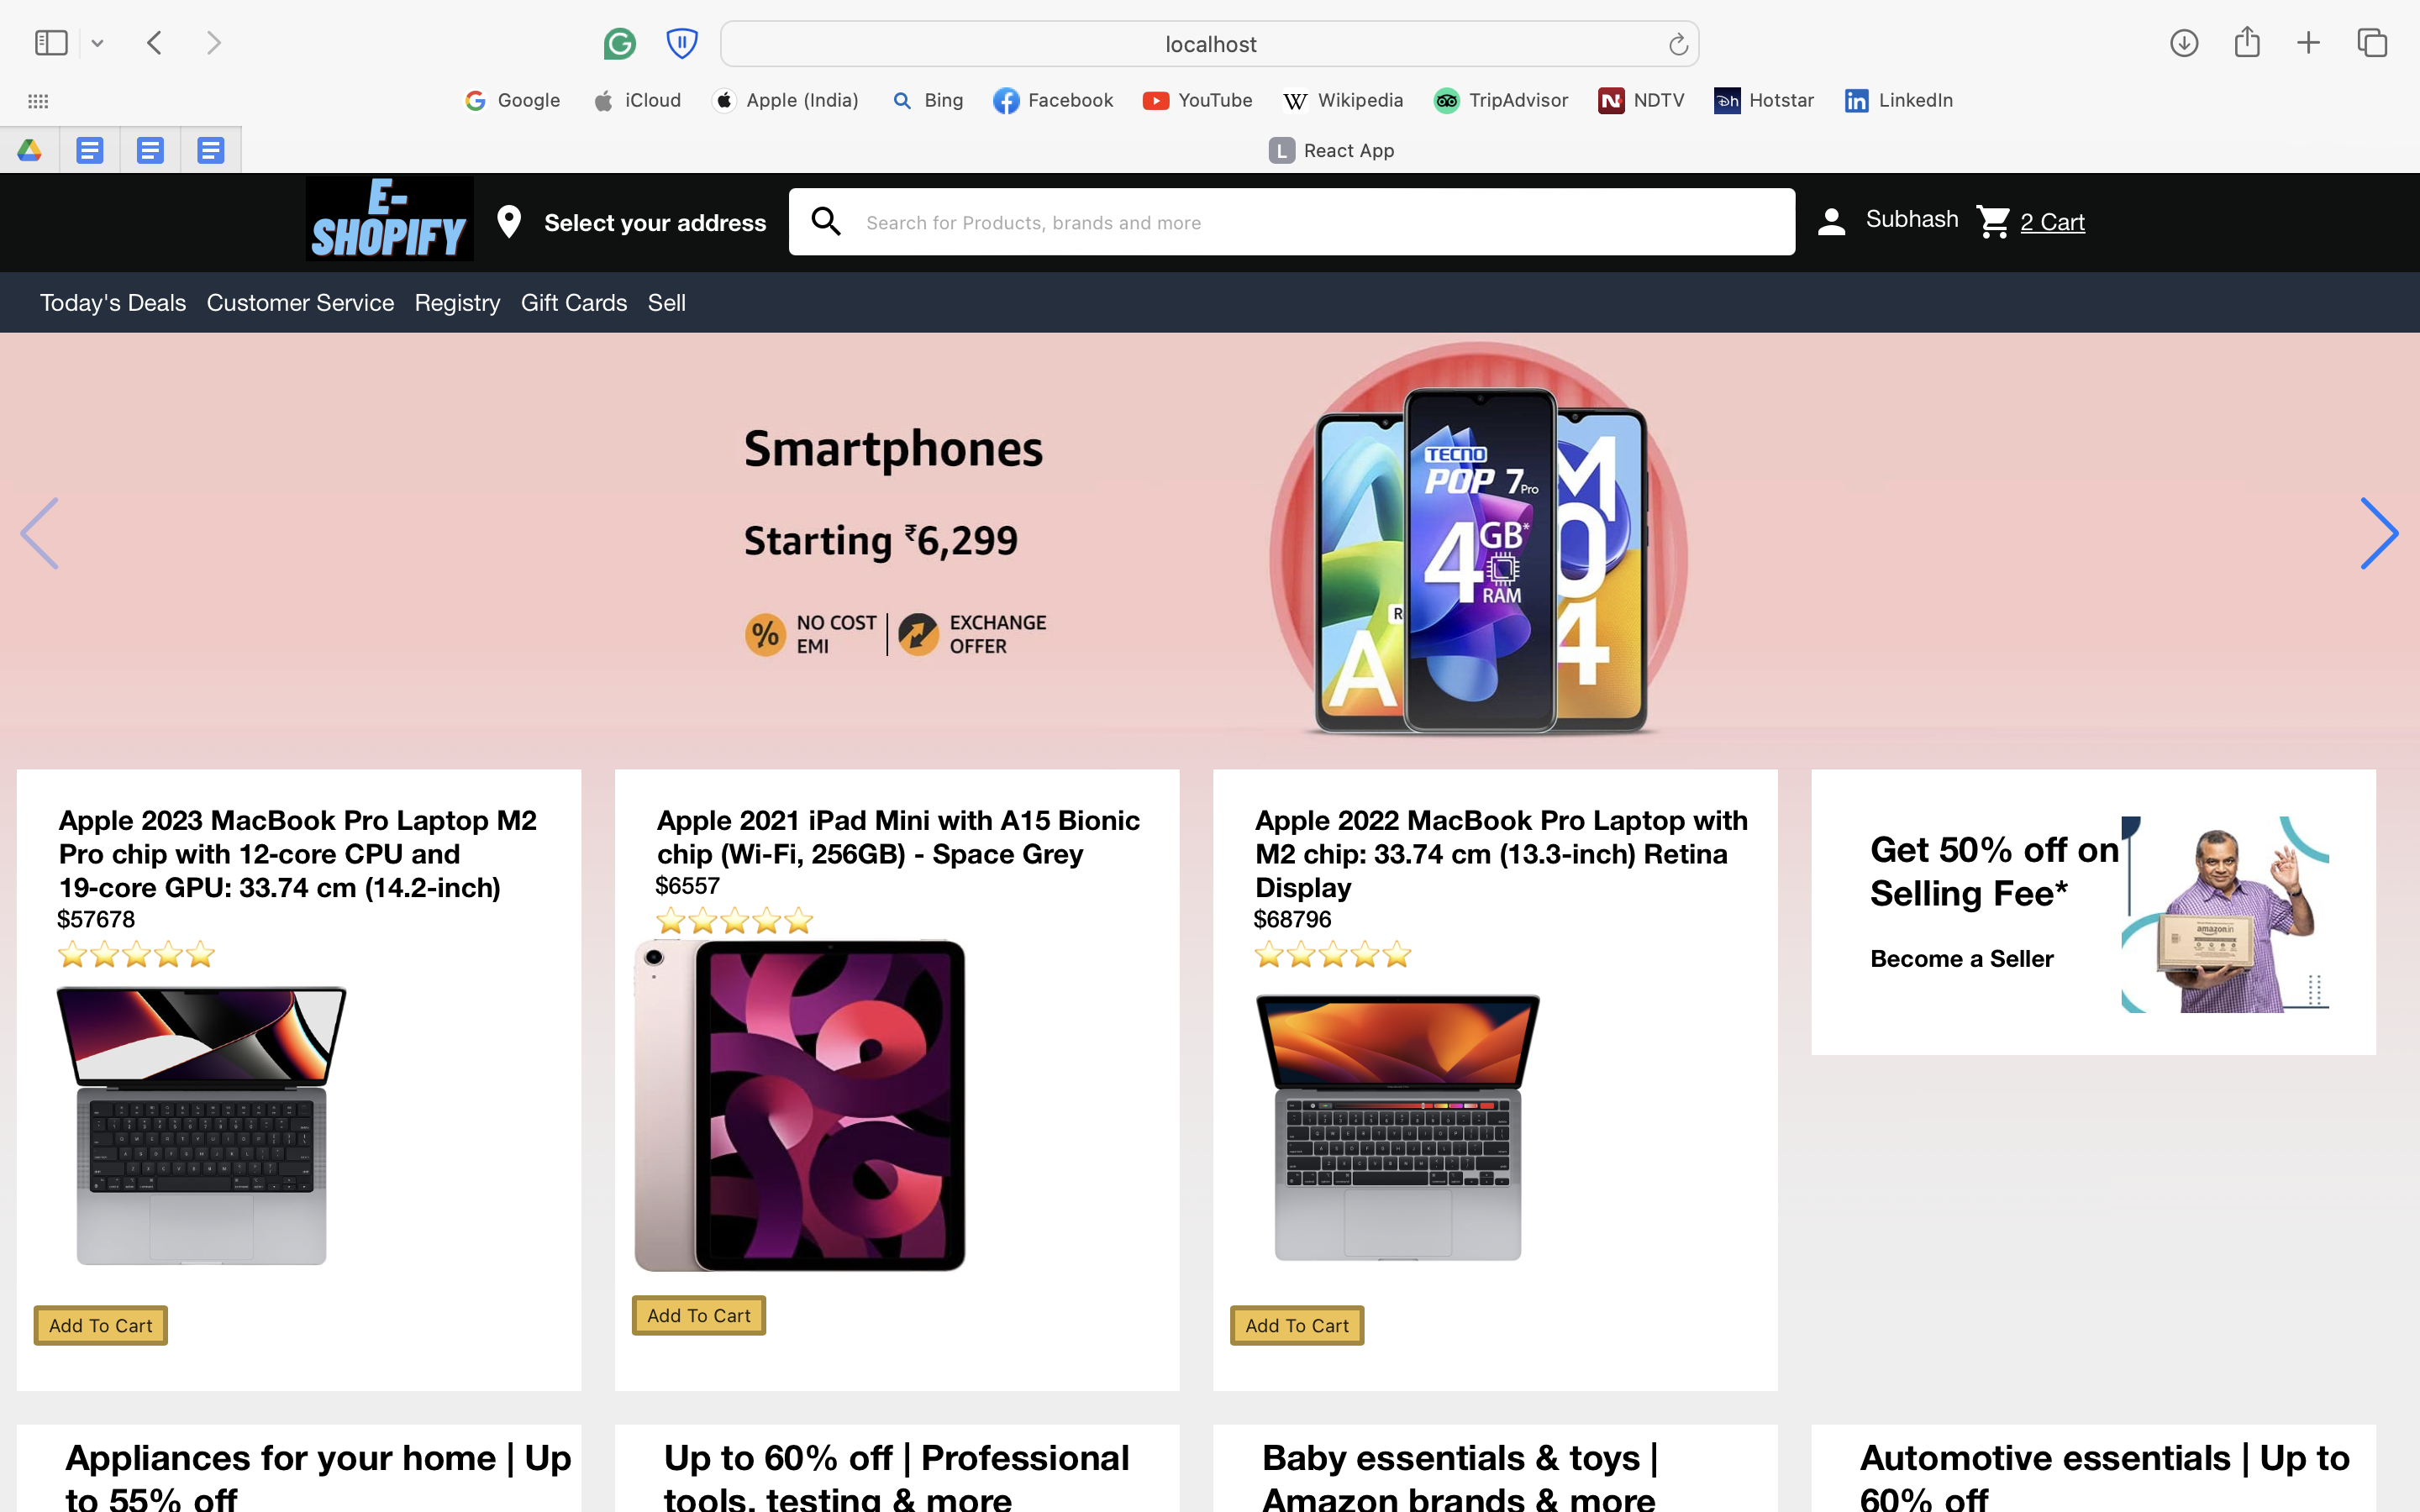 localhost
Google iCloud Apple (India) Bing Facebook YouTube Wikipedia TripAdvisor NDTV Hotstar LinkedIn
L React App
E-
SHOPIFY
Select your address
Search for Products, brands and more
Subhash
2 Cart
Today's Deals Customer Service Registry Gift Cards Sell
Smartphones
Starting ₹6,299
% NO COST
EMI
EXCHANGE
OFFER
A
R
TECNO
POP 7Pro
4GB*
RAM
M
0
4
Apple 2023 MacBook Pro Laptop M2
Pro chip with 12-core CPU and
19-core GPU: 33.74 cm (14.2-inch)
$57678
Add To Cart
Apple 2021 iPad Mini with A15 Bionic
chip (Wi-Fi, 256GB) - Space Grey
$6557
Add To Cart
Apple 2022 MacBook Pro Laptop with
M2 chip: 33.74 cm (13.3-inch) Retina
Display
$68796
Add To Cart
Get 50% off on
Selling Fee*
Become a Seller
amazon.in
Appliances for your home | Up
to 55% off
Up to 60% off | Professional
tools, testing & more
Baby essentials & toys |
Amazon brands & more
Automotive essentials | Up to
60% off